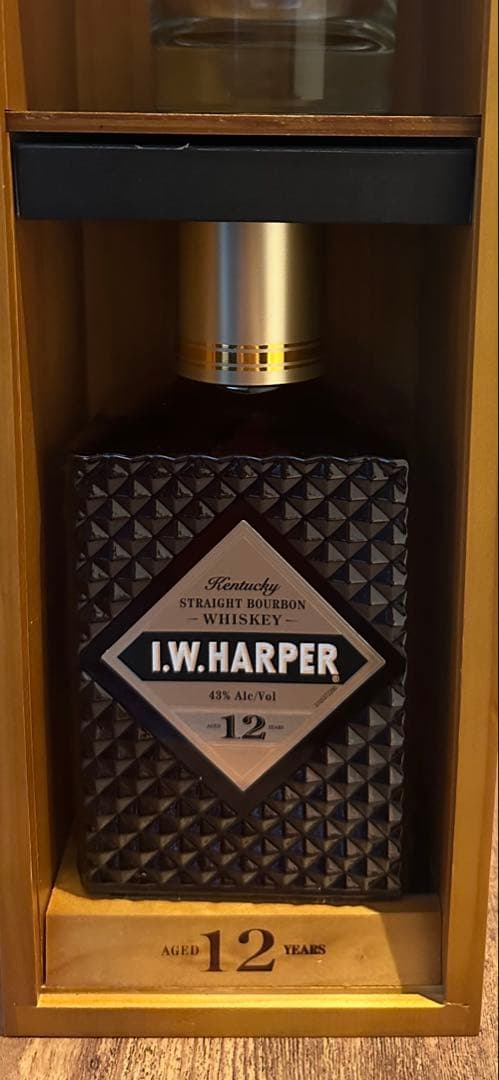 Kentucky
STRAIGHT BOURBON
– WHISKEY –
I.W.HARPER®
43% Alc/Vol
AGED 12 YEARS
AGED 12 YEARS